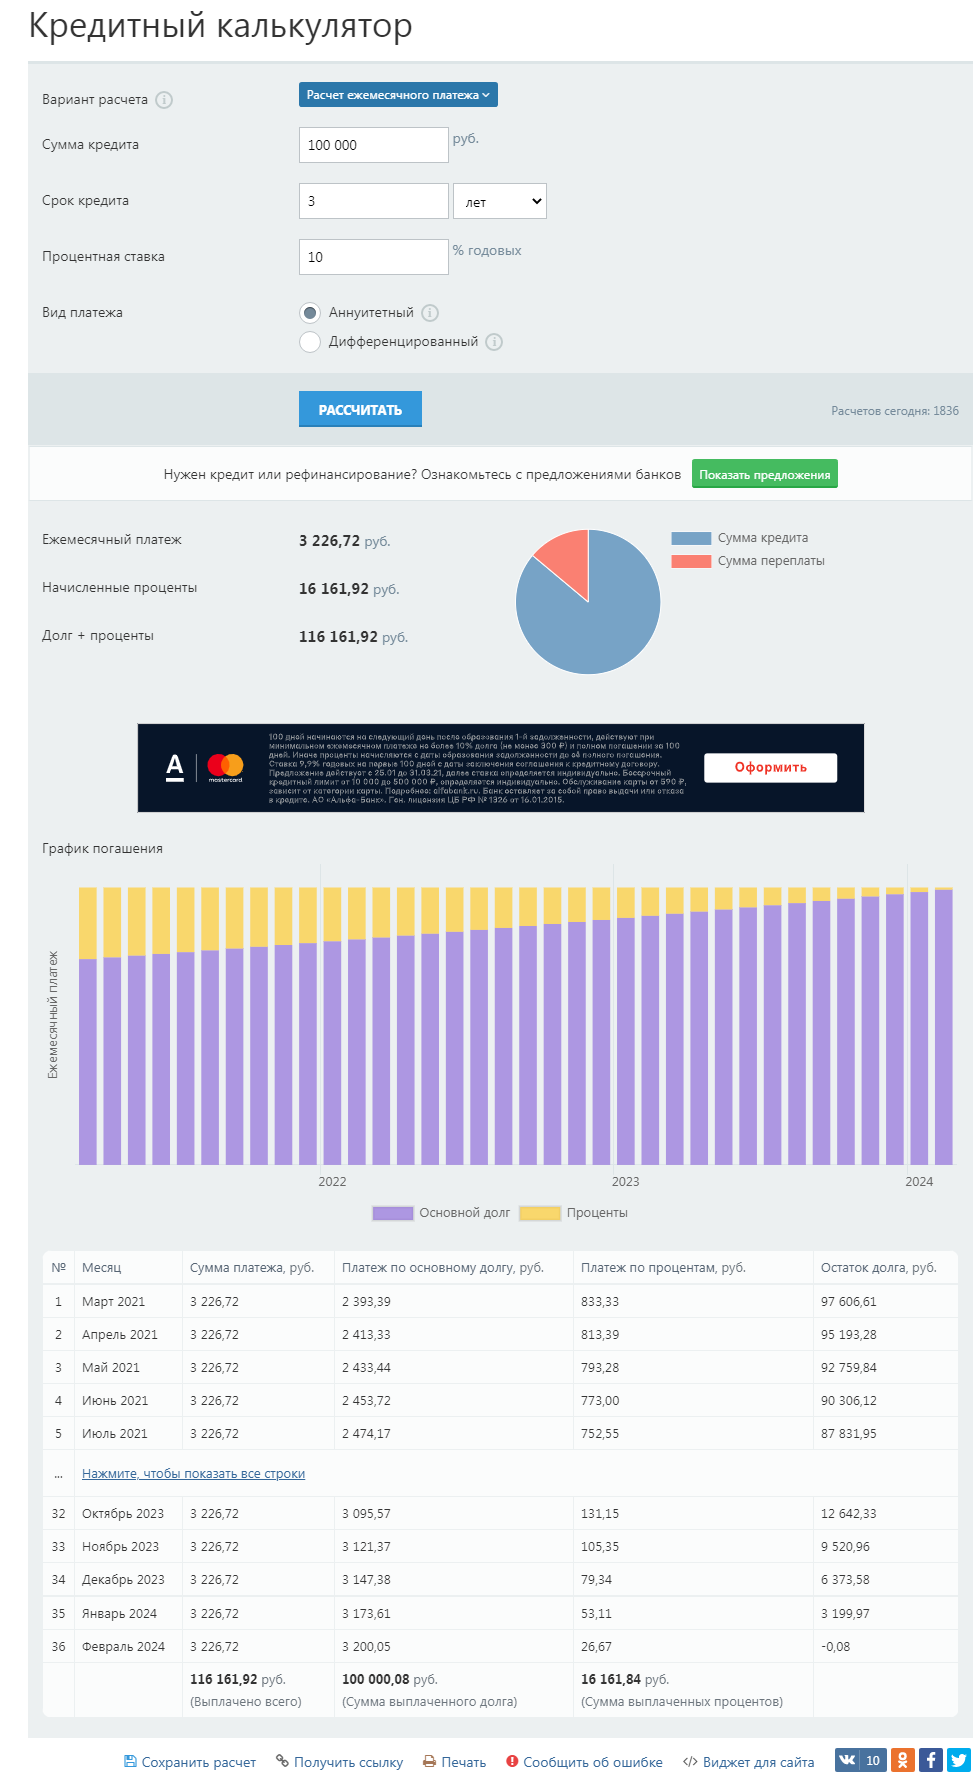 Кредитный калькулятор
Вариант расчета
Расчет ежемесячного платежа
Сумма кредита
100 000
руб.
Срок кредита
3
лет
Процентная ставка
10
% годовых
Вид платежа
Аннуитетный
Дифференцированный
РАССЧИТАТЬ
Расчетов сегодня: 1836
Нужен кредит или рефинансирование? Ознакомьтесь с предложениями банков
Показать предложения
Ежемесячный платеж
3 226,72 руб.
Начисленные проценты
16 161,92 руб.
Долг + проценты
116 161,92 руб.
Сумма кредита
Сумма переплаты
А
mastercard
100 дней начинаются на следующий день после образования 1-й задолженности, действуют при
минимальном ежемесячном платеже не более 10% долга (не менее 300 ₽) и полном погашении за 100
дней. Иначе проценты начисляются с даты образования задолженности до её полного погашения.
Ставка 9,9% годовых на первые 100 дней с даты заключения соглашения к кредитному договору.
Предложение действует с 25.01 до 31.03.21, далее ставка определяется индивидуально. Бессрочный
кредитный лимит от 10 000 до 500 000 ₽, определяется индивидуально. Обслуживание карты от 590 ₽,
зависит от категории карты. Подробнее: alfabank.ru. Банк оставляет за собой право выдачи или отказа
в кредите. АО «Альфа-Банк». Ген. лицензия ЦБ РФ № 1326 от 16.01.2015.
Оформить
График погашения
Ежемесячный платеж
2022
2023
2024
Основной долг
Проценты
№ Месяц Сумма платежа, руб. Платеж по основному долгу, руб. Платеж по процентам, руб. Остаток долга, руб.
1 Март 2021 3 226,72 2 393,39 833,33 97 606,61
2 Апрель 2021 3 226,72 2 413,33 813,39 95 193,28
3 Май 2021 3 226,72 2 433,44 793,28 92 759,84
4 Июнь 2021 3 226,72 2 453,72 773,00 90 306,12
5 Июль 2021 3 226,72 2 474,17 752,55 87 831,95
... Нажмите, чтобы показать все строки
32 Октябрь 2023 3 226,72 3 095,57 131,15 12 642,33
33 Ноябрь 2023 3 226,72 3 121,37 105,35 9 520,96
34 Декабрь 2023 3 226,72 3 147,38 79,34 6 373,58
35 Январь 2024 3 226,72 3 173,61 53,11 3 199,97
36 Февраль 2024 3 226,72 3 200,05 26,67 -0,08
116 161,92 руб. 100 000,08 руб. 16 161,84 руб.
(Выплачено всего) (Сумма выплаченного долга) (Сумма выплаченных процентов)
Сохранить расчет
Получить ссылку
Печать
Сообщить об ошибке
Виджет для сайта
10